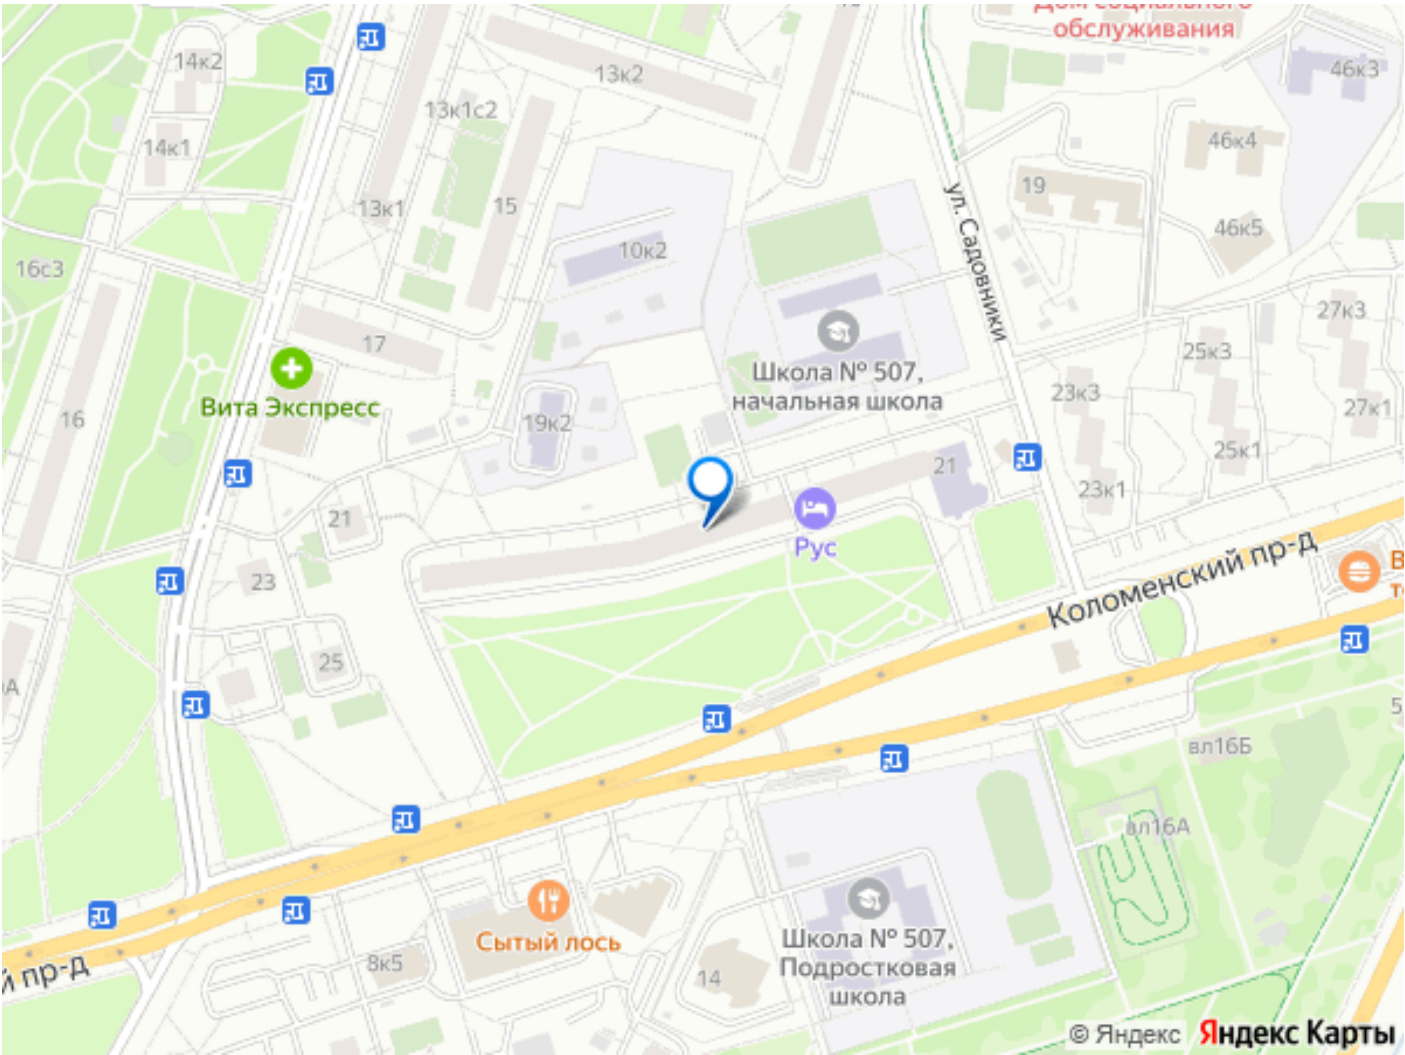 Дом социального
обслуживания
14к2
13к2
46к3
13к1с2
14к1
46к4
19
13к1
15
ул. Садовники
46к5
10к2
16с3
27к3
17
25к3
Школа № 507,
начальная школа
Вита Экспресс
23к3
16
19к2
27к1
25к1
21
23к1
21
Рус
Коломенский пр-д
23
25
вл16Б
вл16А
Сытый лось
Школа № 507,
Подростковая
школа
8к5
14
й пр-д
© Яндекс Яндекс Карты